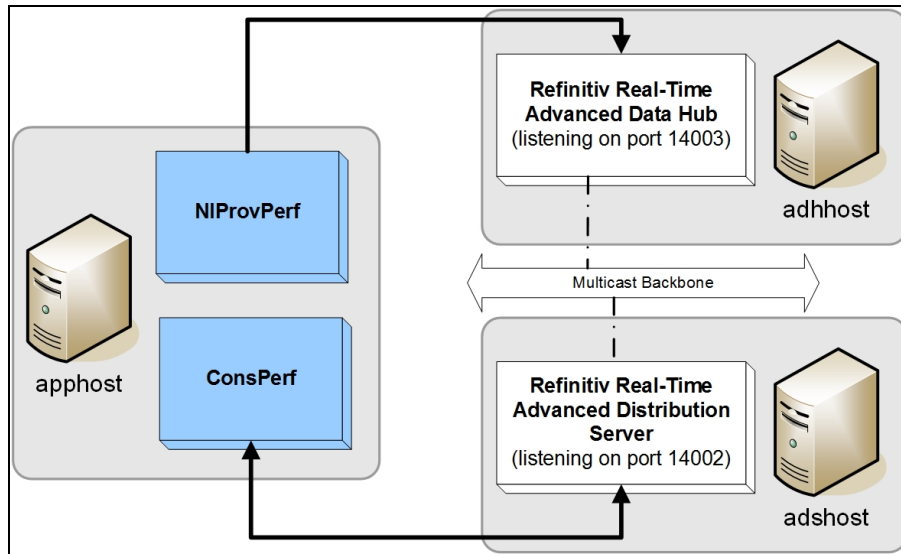 Refinitiv Real-Time
Advanced Data Hub
(listening on port 14003)
adhhost
NIProvPerf
Multicast Backbone
apphost
ConsPerf
Refinitiv Real-Time
Advanced Distribution
Server
(listening on port 14002)
adshost